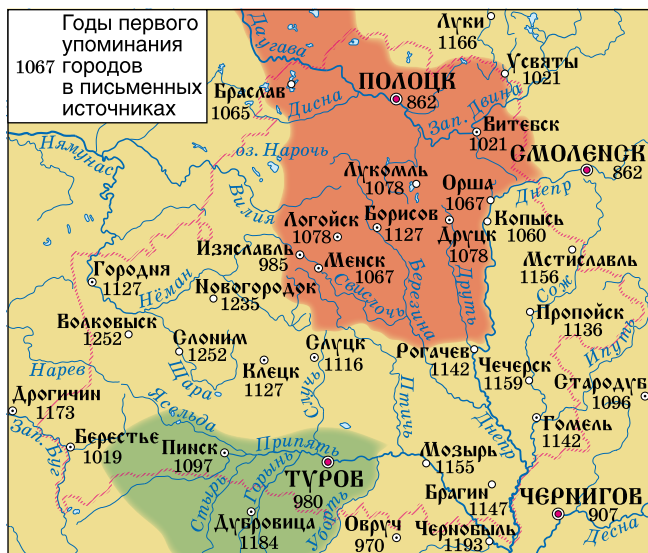 Годы первого
упоминания
1067 городов
в письменных
источниках
Даугава
Луки
1166
Усвяты
1021
Браслав
1065
Дисна
ПОЛОЦК
862
Зап. Двина
Витебск
1021
Нямунас
оз. Нарочь
СМОЛЕНСК
862
Лукомль
1078
Орша
1067
Днепр
Вилия
Логойск
1078
Борисов
1127
Друцк
1078
Копысь
1060
Изяславль
985
Менск
1067
Мстиславль
1156
Городня
1127
Нёман
Новогородок
1235
Свислочь
Березина
Друть
Сож
Пропойск
1136
Волковыск
1252
Слоним
1252
Слуцк
1116
Рогачев
1142
Ипуть
Нарев
Щара
Клецк
1127
Случь
Птичь
Чечерск
1159
Стародуб
1096
Дрогичин
1173
Ясельда
Днепр
Гомель
1142
Зап. Буг
Берестье
1019
Пинск
1097
Припять
Мозырь
1155
ТУРОВ
980
Стырь
Горынь
Уборть
Брагин
1147
ЧЕРНИГОВ
907
Дубровица
1184
Овруч
970
Чернобыль
1193
Десна